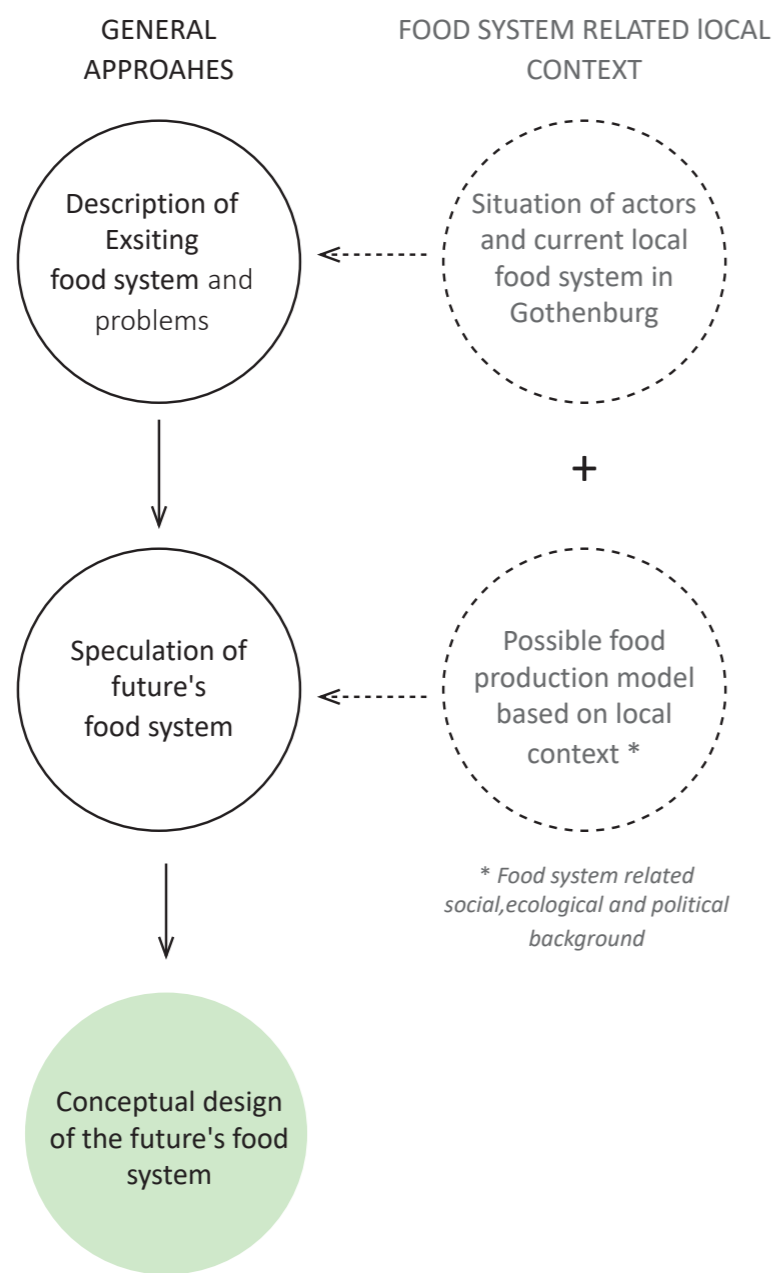 GENERAL
APPROAHES
FOOD SYSTEM RELATED lOCAL
CONTEXT
Description of
Exsiting
food system and
problems
Situation of actors
and current local
food system in
Gothenburg
+
Speculation of
future's
food system
Possible food
production model
based on local
context *
* Food system related
social,ecological and political
background
Conceptual design
of the future's food
system